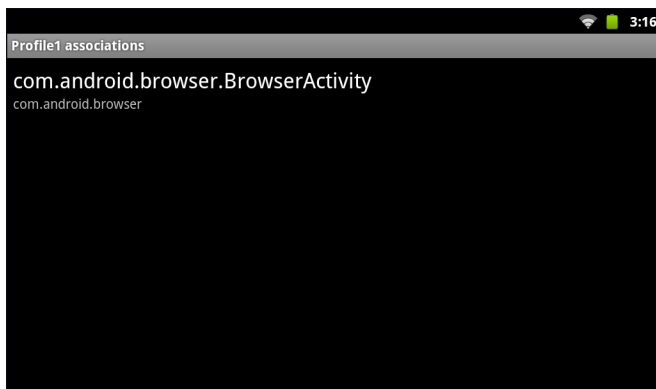 3:16
Profile1 associations
com.android.browser.BrowserActivity
com.android.browser